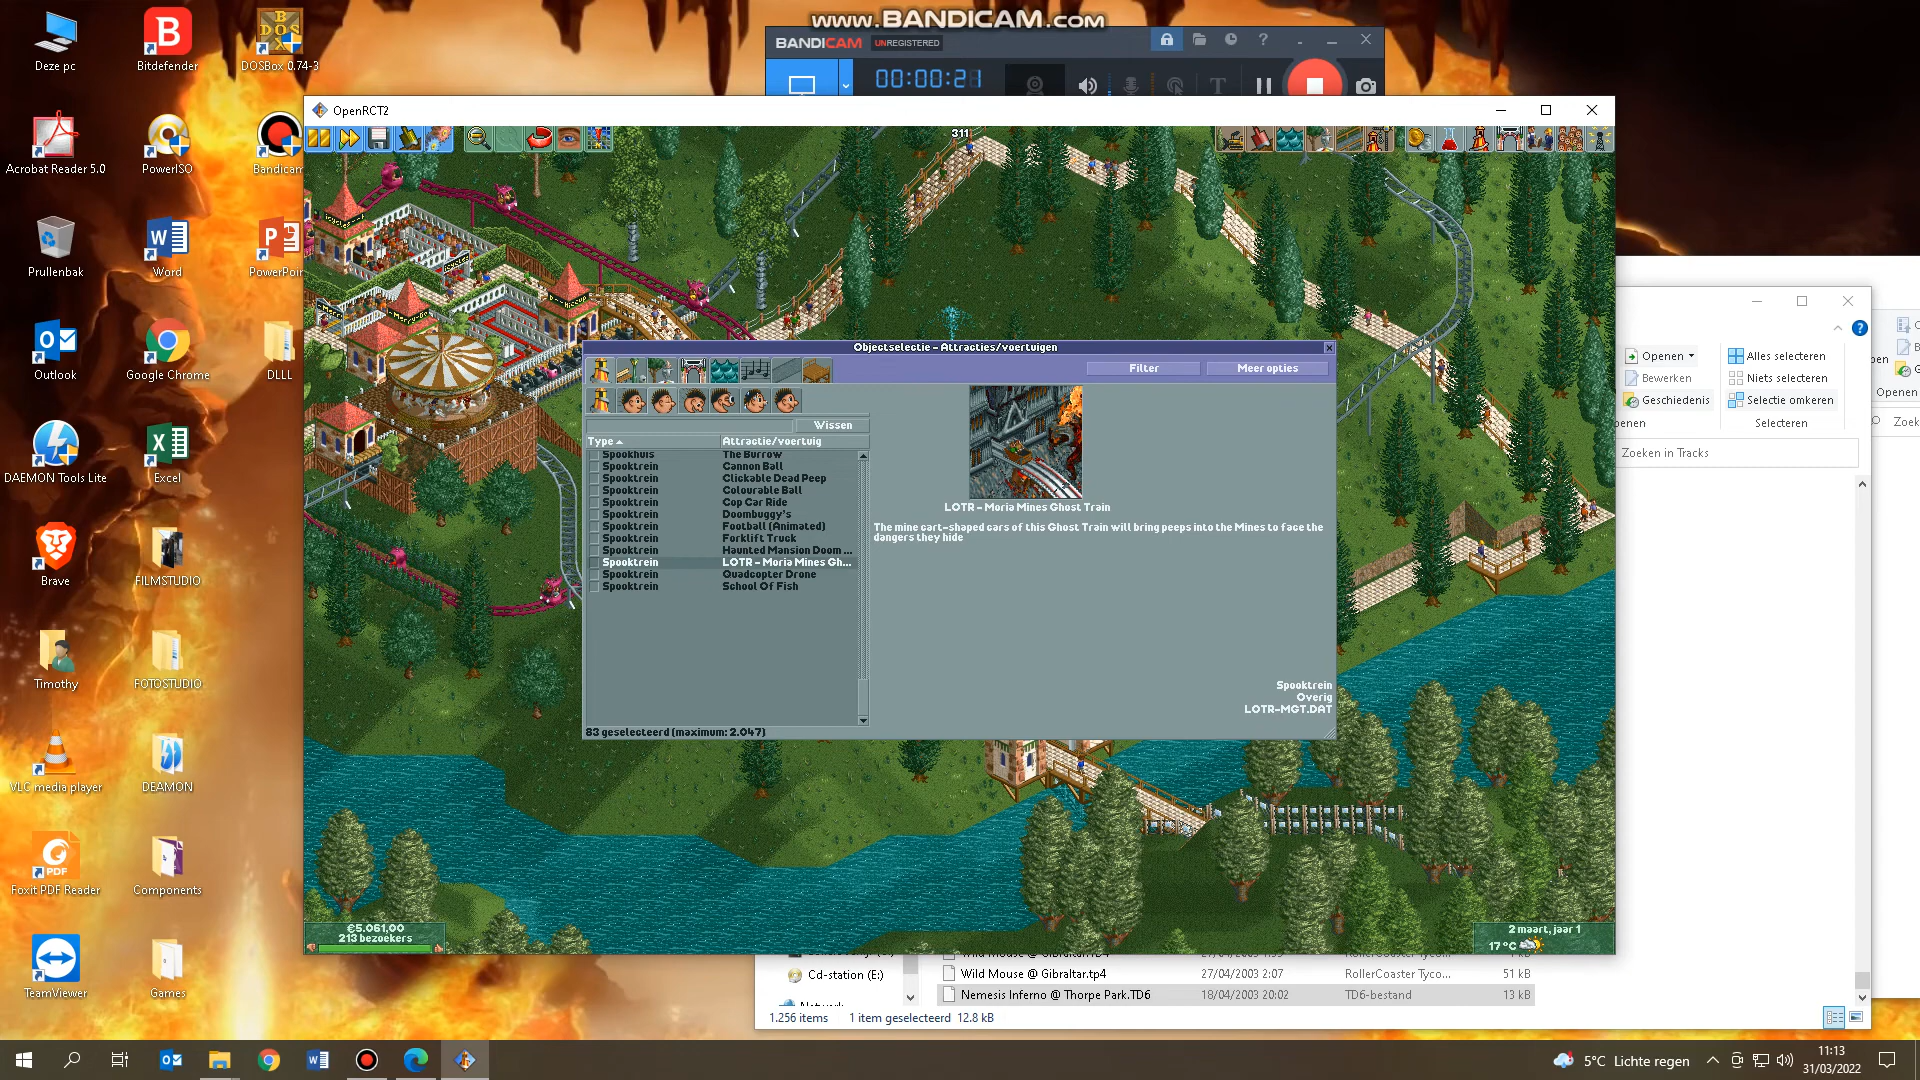 www.BANDICAM.com
BANDICAM UNREGISTERED
00:00:21
Deze pc
Bitdefender
DOSBox 0.74-3
Acrobat Reader 5.0
PowerISO
Bandicam
Prullenbak
Word
PowerPoin
Outlook
Google Chrome
DLLL
DAEMON Tools Lite
Excel
Brave
FILMSTUDIO
Timothy
FOTOSTUDIO
VLC media player
DEAMON
Foxit PDF Reader
Components
TeamViewer
Games
OpenRCT2
311
Objectselectie - Attracties/voertuigen
Filter
Meer opties
Wissen
Type
Attractie/voertuig
Spookhuis The Burrow
Spooktrein Cannon Ball
Spooktrein Clickable Dead Peep
Spooktrein Colourable Ball
Spooktrein Cop Car Ride
Spooktrein Doombuggy's
Spooktrein Football (Animated)
Spooktrein Forklift Truck
Spooktrein Haunted Mansion Doom ...
Spooktrein LOTR - Moria Mines Gh...
Spooktrein Quadcopter Drone
Spooktrein School Of Fish
83 geselecteerd (maximum: 2.047)
LOTR - Moria Mines Ghost Train
The mine cart-shaped cars of this Ghost Train will bring peeps into the Mines to face the
dangers they hide
Spooktrein
Overig
LOTR-MGT.DAT
€5.061,00
213 bezoekers
2 maart, jaar 1
17°C
Openen
Bewerken
Geschiedenis
Alles selecteren
Niets selecteren
Selectie omkeren
Selecteren
Openen
Zoeken in Tracks
Zoek
Cd-station (E:)
Wild Mouse @ Gibraltar.tp4 27/04/2003 2:07 RollerCoaster Tyco... 51 kB
Nemesis Inferno @ Thorpe Park.TD6 18/04/2003 20:02 TD6-bestand 13 kB
1.256 items 1 item geselecteerd 12.8 kB
5°C Lichte regen
11:13
31/03/2022